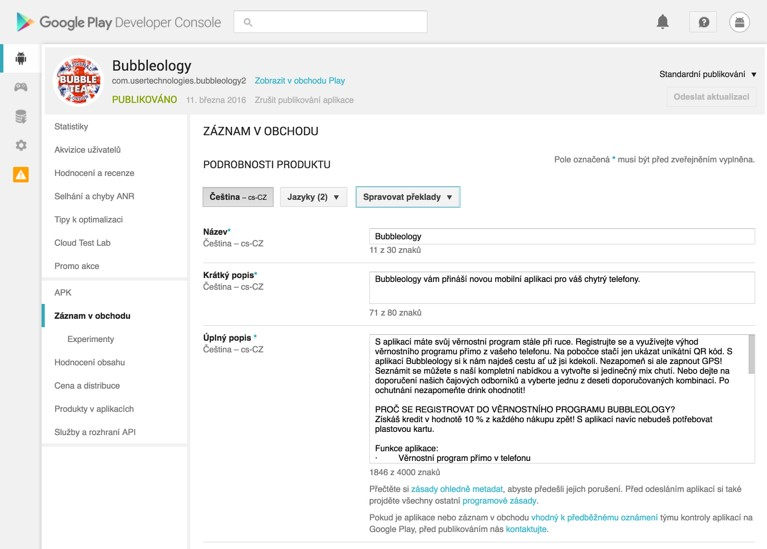 Google Play Developer Console
BUBBLE
TEA
Bubbleology
com.usertechnologies.bubbleology2 Zobrazit v obchodu Play
PUBLIKOVÁNO 11. března 2016 Zrušit publikování aplikace
Standardní publikování ▼
Odeslat aktualizaci
Statistiky
Akvizice uživatelů
Hodnocení a recenze
Selhání a chyby ANR
Tipy k optimalizaci
Cloud Test Lab
Promo akce
APK
Záznam v obchodu
Experimenty
Hodnocení obsahu
Cena a distribuce
Produkty v aplikacích
Služby a rozhraní API
ZÁZNAM V OBCHODU
PODROBNOSTI PRODUKTU
Pole označená * musí být před zveřejněním vyplněna.
Čeština – cs-CZ Jazyky (2) ▼ Spravovat překlady ▼
Název*
Čeština – cs-CZ
Bubbleology
11 z 30 znaků
Krátký popis*
Čeština – cs-CZ
Bubbleology vám přináší novou mobilní aplikaci pro váš chytrý telefony.
71 z 80 znaků
Úplný popis *
Čeština – cs-CZ
S aplikací máte svůj věrnostní program stále při ruce. Registrujte se a využívejte výhod
věrnostního programu přímo z vašeho telefonu. Na pobočce stačí jen ukázat unikátní QR kód. S
aplikací Bubbleology si k nám najdeš cestu ať už jsi kdekoli. Nezapomeň si ale zapnout GPS!
Seznámit se můžete s naší kompletní nabídkou a vytvořte si jedinečný mix chutí. Nebo dejte na
doporučení našich čajových odborníků a vyberte jednu z deseti doporučovaných kombinací. Po
ochutnání nezapomeňte drink ohodnotit!
PROČ SE REGISTROVAT DO VĚRNOSTNÍHO PROGRAMU BUBBLEOLOGY?
Získáš kredit v hodnotě 10 % z každého nákupu zpět! S aplikací navíc nebudeš potřebovat
plastovou kartu.
Funkce aplikace:
· Věrnostní program přímo v telefonu
1846 z 4000 znaků
Přečtěte si zásady ohledně metadat, abyste předešli jejich porušení. Před odesláním aplikací si také
projděte všechny ostatní programové zásady.
Pokud je aplikace nebo záznam v obchodu vhodný k předběžnému oznámení týmu kontroly aplikací na
Google Play, před publikováním nás kontaktujte.